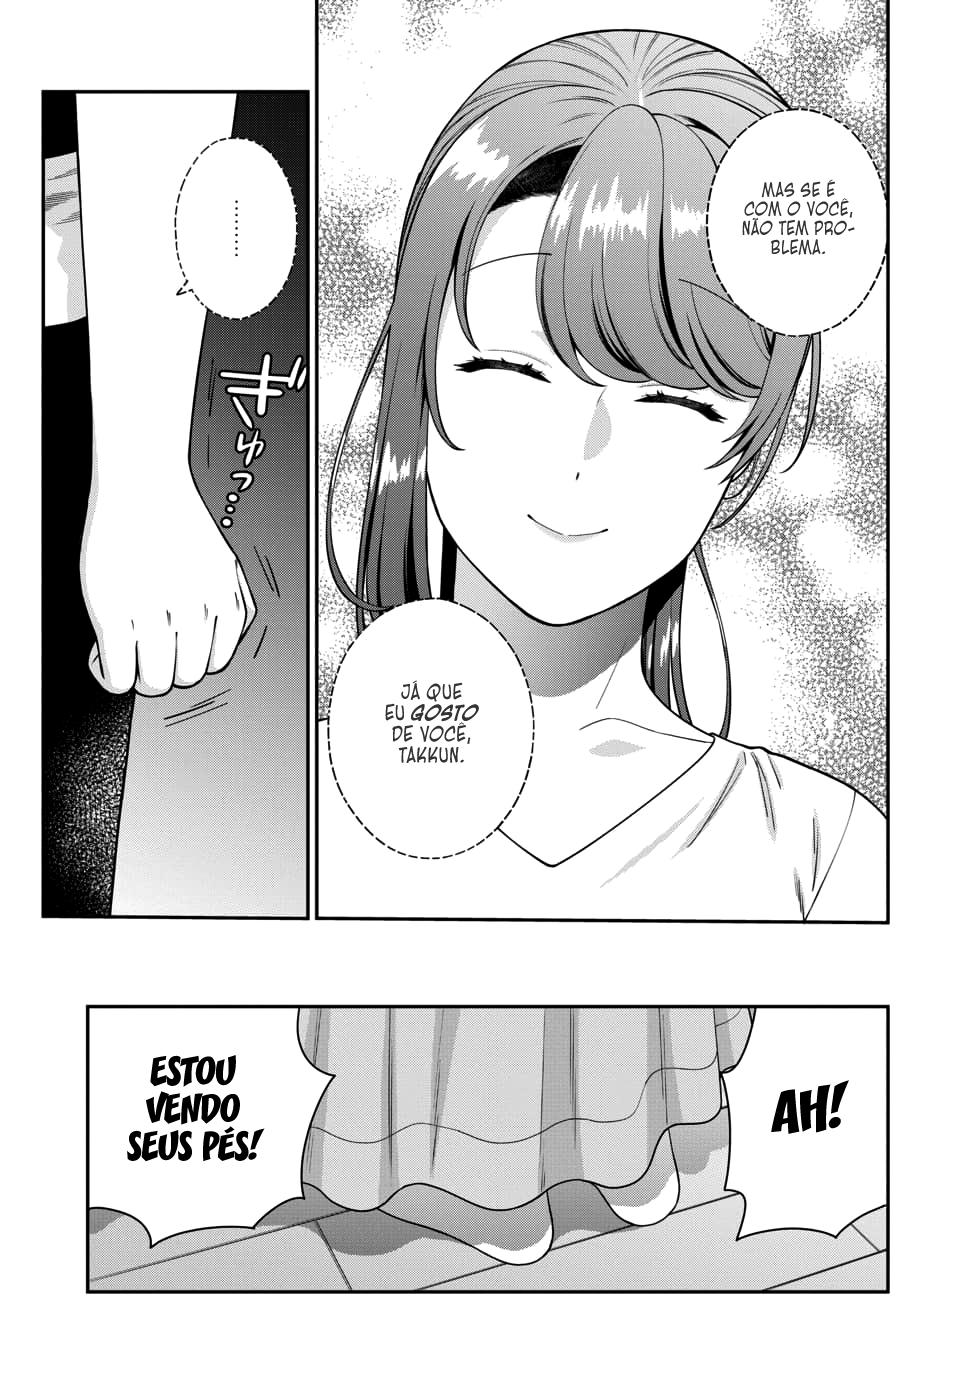 MAS SE É
COM O VOCÊ,
NÃO TEM PRO-
BLEMA.
JÁ QUE
EU GOSTO
DE VOCÊ,
TAKKUN.
..........
ぎゅっ…
AH!
ESTOU
VENDO
SEUS PÉS!